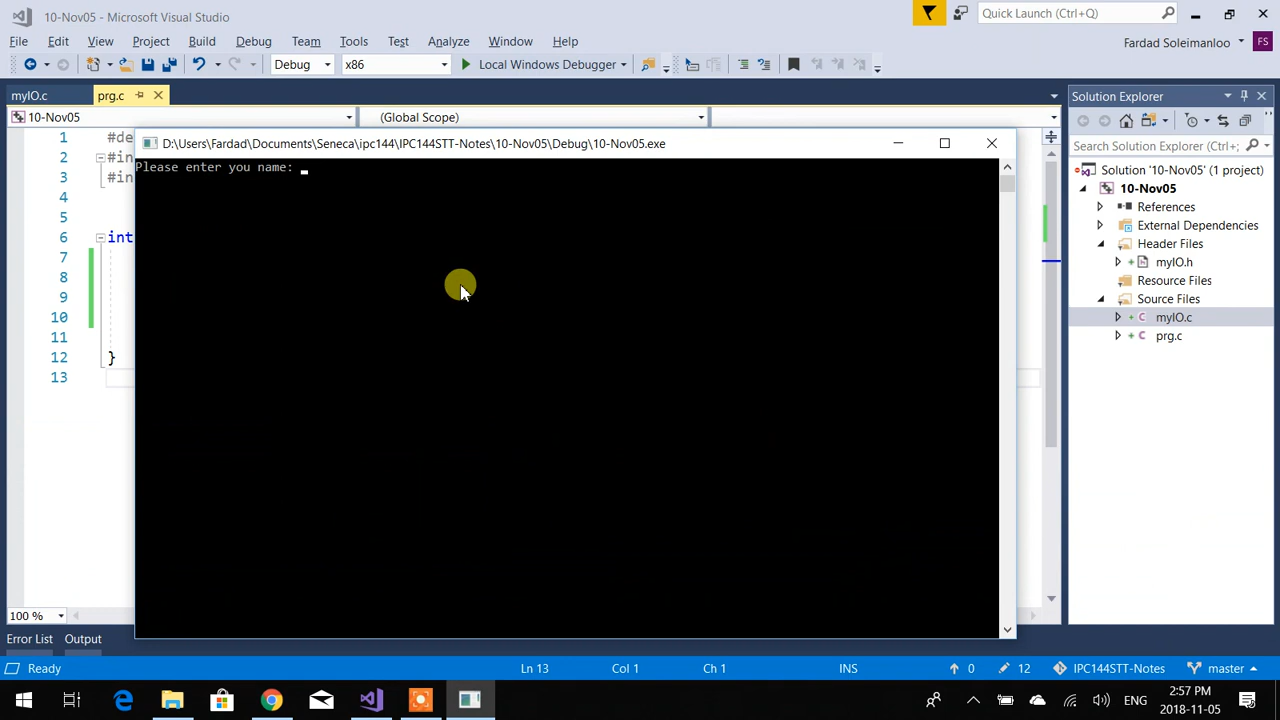 10-Nov05 - Microsoft Visual Studio
Quick Launch (Ctrl+Q)
File Edit View Project Build Debug Team Tools Test Analyze Window Help
Fardad Soleimanloo FS
Debug x86 Local Windows Debugger
myIO.c prg.c
Solution Explorer
10-Nov05 (Global Scope)
D:\Users\Fardad\Documents\Seneca\ipc144\IPC144STT-Notes\10-Nov05\Debug\10-Nov05.exe
Please enter you name:
1 #de
2 #in
3 #in
4
5
6 int
7
8
9
10
11
12 }
13
Search Solution Explorer (Ctrl+;)
Solution '10-Nov05' (1 project)
10-Nov05
References
External Dependencies
Header Files
myIO.h
Resource Files
Source Files
myIO.c
prg.c
100 %
Error List Output
Ready Ln 13 Col 1 Ch 1 INS 0 12 IPC144STT-Notes master
ENG 2:57 PM
2018-11-05